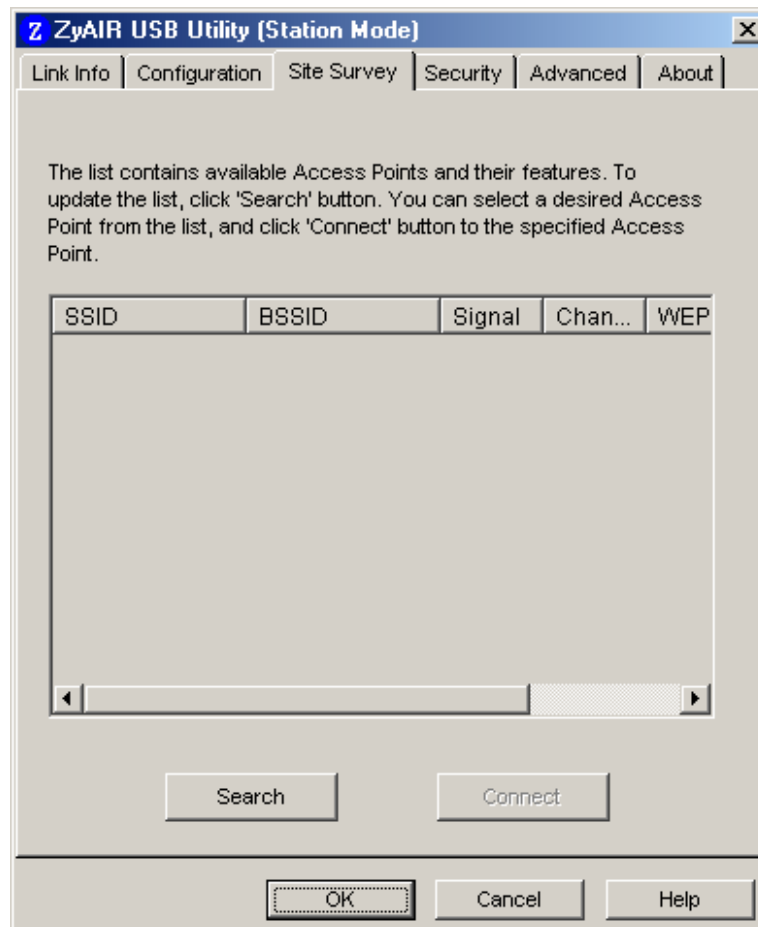 Z ZyAIR USB Utility (Station Mode)
Link Info Configuration Site Survey Security Advanced About
The list contains available Access Points and their features. To
update the list, click 'Search' button. You can select a desired Access
Point from the list, and click 'Connect' button to the specified Access
Point.
SSID BSSID Signal Chan... WEP
Search Connect
OK Cancel Help